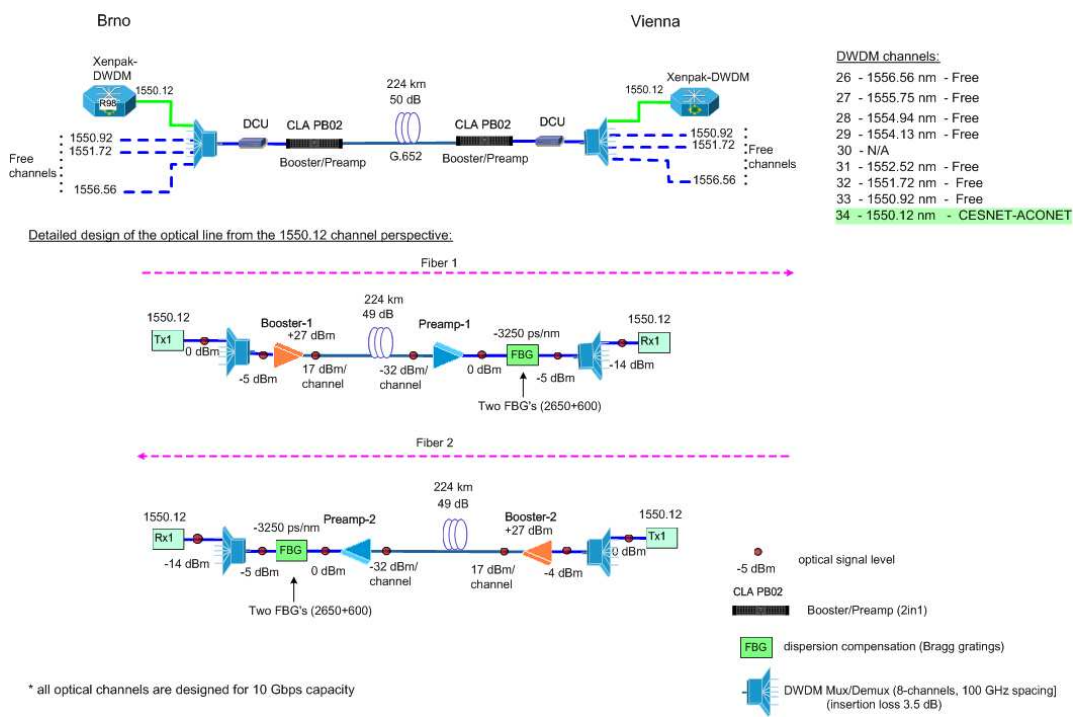 Brno
Vienna
Xenpak-
DWDM
R98
1550.12
1550.92
1551.72
Free
channels
1556.56
DCU
CLA PB02
Booster/Preamp
224 km
50 dB
G.652
CLA PB02
Booster/Preamp
DCU
Xenpak-DWDM
1550.12
1550.92
1551.72
Free
channels
1556.56
DWDM channels:
26 - 1556.56 nm - Free
27 - 1555.75 nm - Free
28 - 1554.94 nm - Free
29 - 1554.13 nm - Free
30 - N/A
31 - 1552.52 nm - Free
32 - 1551.72 nm - Free
33 - 1550.92 nm - Free
34 - 1550.12 nm - CESNET-ACONET
Detailed design of the optical line from the 1550.12 channel perspective:
Fiber 1
1550.12
Tx1
0 dBm
-5 dBm
Booster-1
+27 dBm
17 dBm/
channel
224 km
49 dB
-32 dBm/
channel
Preamp-1
0 dBm
-3250 ps/nm
FBG
-5 dBm
Two FBG's (2650+600)
1550.12
Rx1
-14 dBm
Fiber 2
1550.12
Rx1
-14 dBm
-5 dBm
-3250 ps/nm
FBG
0 dBm
Two FBG's (2650+600)
Preamp-2
-32 dBm/
channel
224 km
49 dB
17 dBm/
channel
Booster-2
+27 dBm
-4 dBm
0 dBm
1550.12
Tx1
-5 dBm
optical signal level
CLA PB02
Booster/Preamp (2in1)
FBG
dispersion compensation (Bragg gratings)
DWDM Mux/Demux (8-channels, 100 GHz spacing]
(insertion loss 3.5 dB)
* all optical channels are designed for 10 Gbps capacity